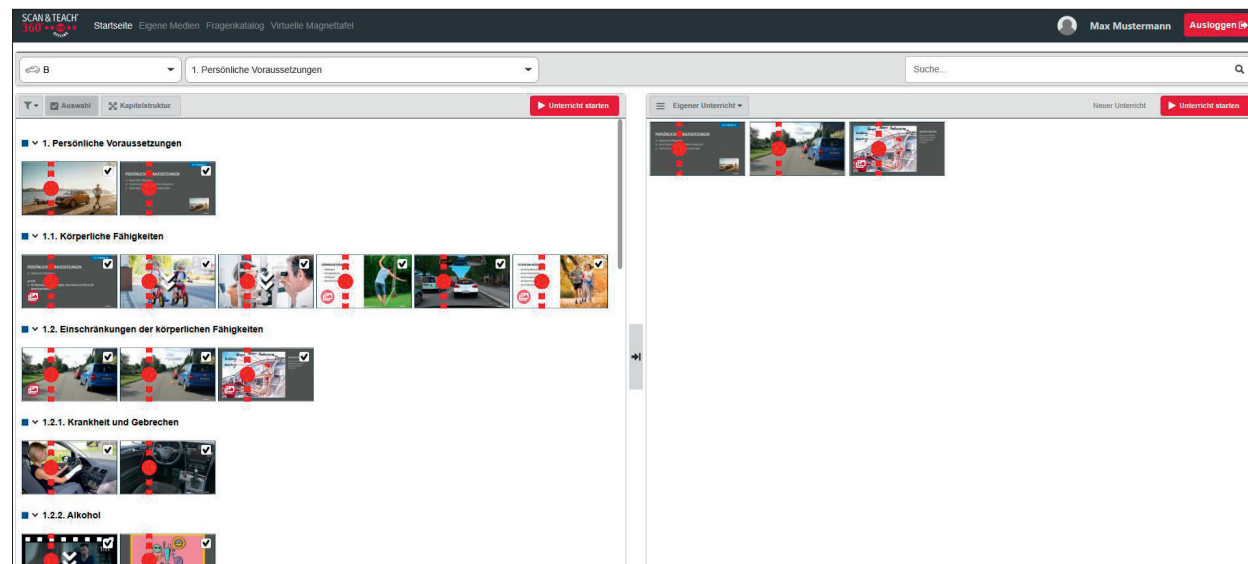 SCAN & TEACH
360°
Startseite Eigene Medien Fragenkatalog Virtuelle Magnettafel
Max Mustermann
Ausloggen
B
1. Persönliche Voraussetzungen
Suche...
Auswahl
Kapitelstruktur
Unterricht starten
Eigener Unterricht
Neuer Unterricht
Unterricht starten
1. Persönliche Voraussetzungen
1.1. Körperliche Fähigkeiten
1.2. Einschränkungen der körperlichen Fähigkeiten
1.2.1. Krankheit und Gebrechen
1.2.2. Alkohol